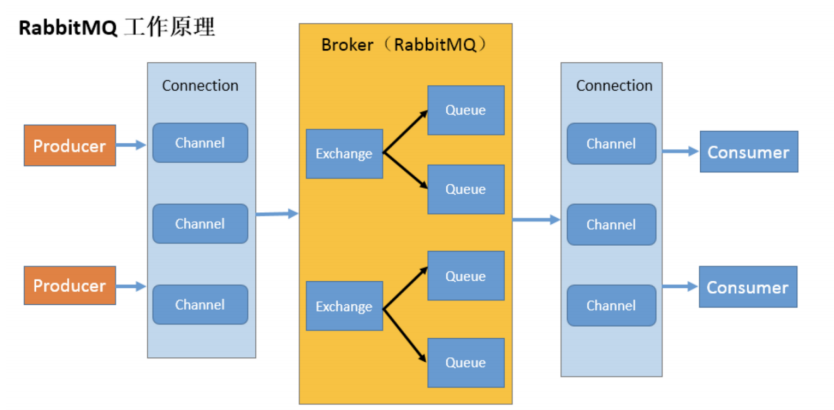 RabbitMQ 工作原理
Broker（RabbitMQ）
Connection
Connection
Producer
Channel
Exchange
Queue
Queue
Channel
Consumer
Channel
Channel
Producer
Channel
Exchange
Queue
Queue
Channel
Consumer